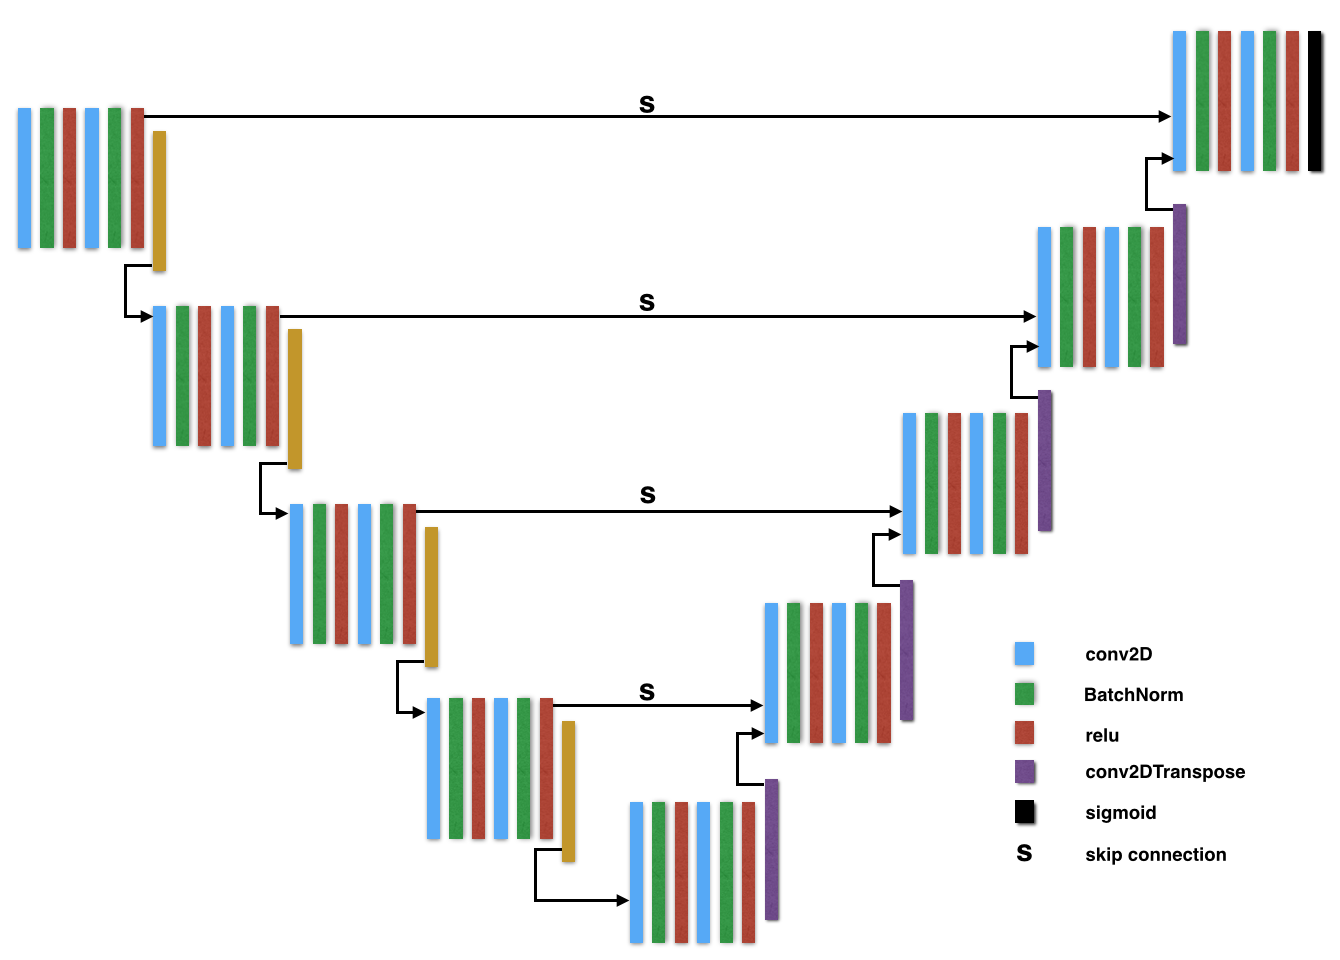 S
S
S
S
conv2D
BatchNorm
relu
conv2DTranspose
sigmoid
S skip connection